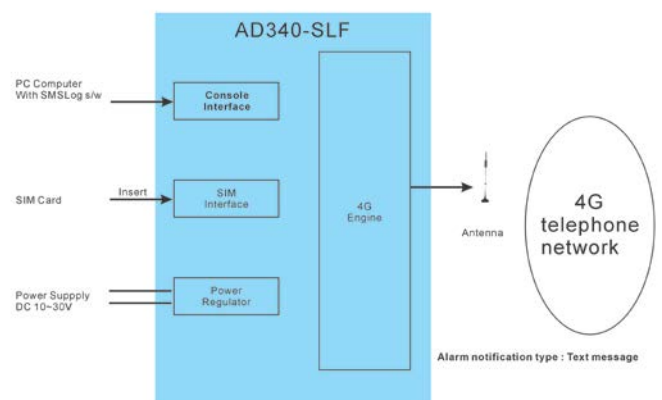 AD340-SLF
PC Computer
With SMSLog s/w
Console
Interface
SIM Card
Insert
SIM
Interface
Power Suppply
DC 10~30V
Power
Regulator
4G
Engine
Antenna
4G
telephone
network
Alarm notification type : Text message